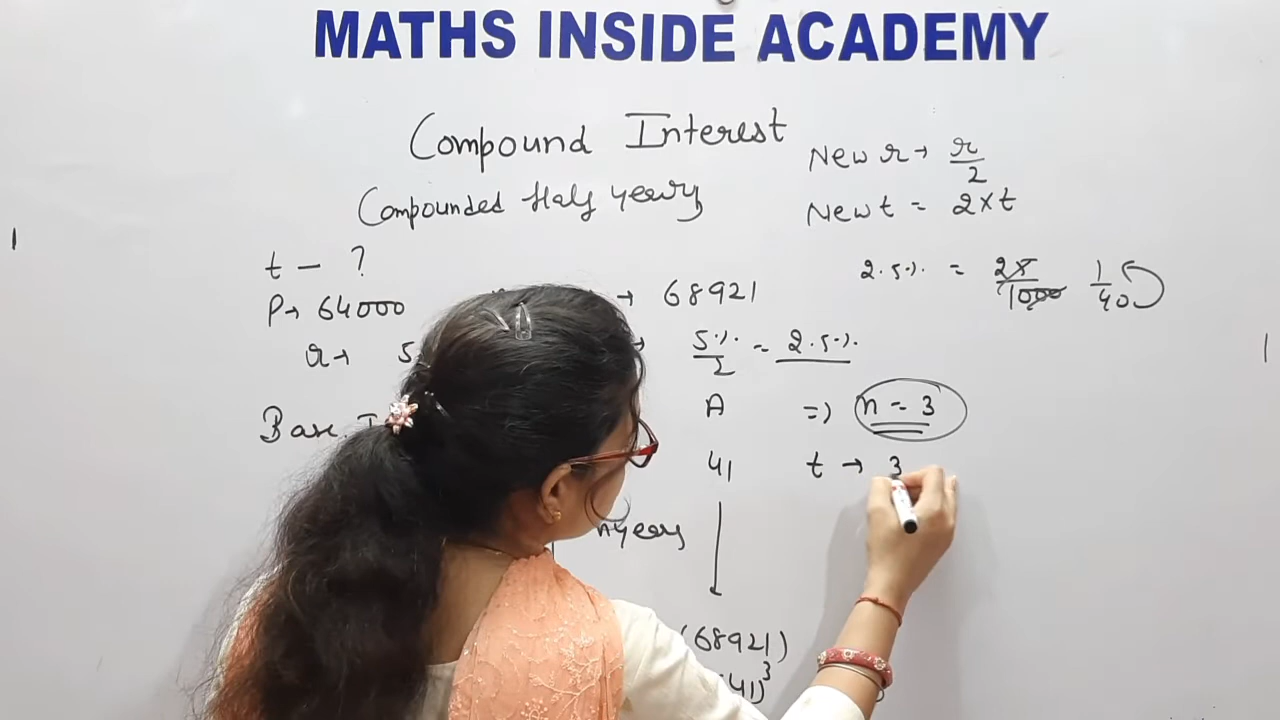 MATHS INSIDE ACADEMY
Compound Interest
Compounded Half yearly
New r → r/2
New t = 2×t
t – ?
P → 64000
→ 68921
2.5% = 25/1000 1/40
r → 5
5%/2 = 2.5%
A => n = 3
41 t → 3
n years
(68921)
41)³